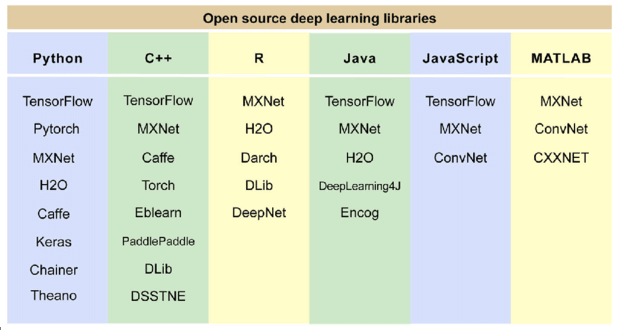 Open source deep learning libraries
Python C++ R Java JavaScript MATLAB
TensorFlow TensorFlow MXNet TensorFlow TensorFlow MXNet
Pytorch MXNet H2O MXNet MXNet ConvNet
MXNet Caffe Darch H2O ConvNet CXXNET
H2O Torch DLib DeepLearning4J
Caffe Eblearn DeepNet Encog
Keras PaddlePaddle
Chainer DLib
Theano DSSTNE